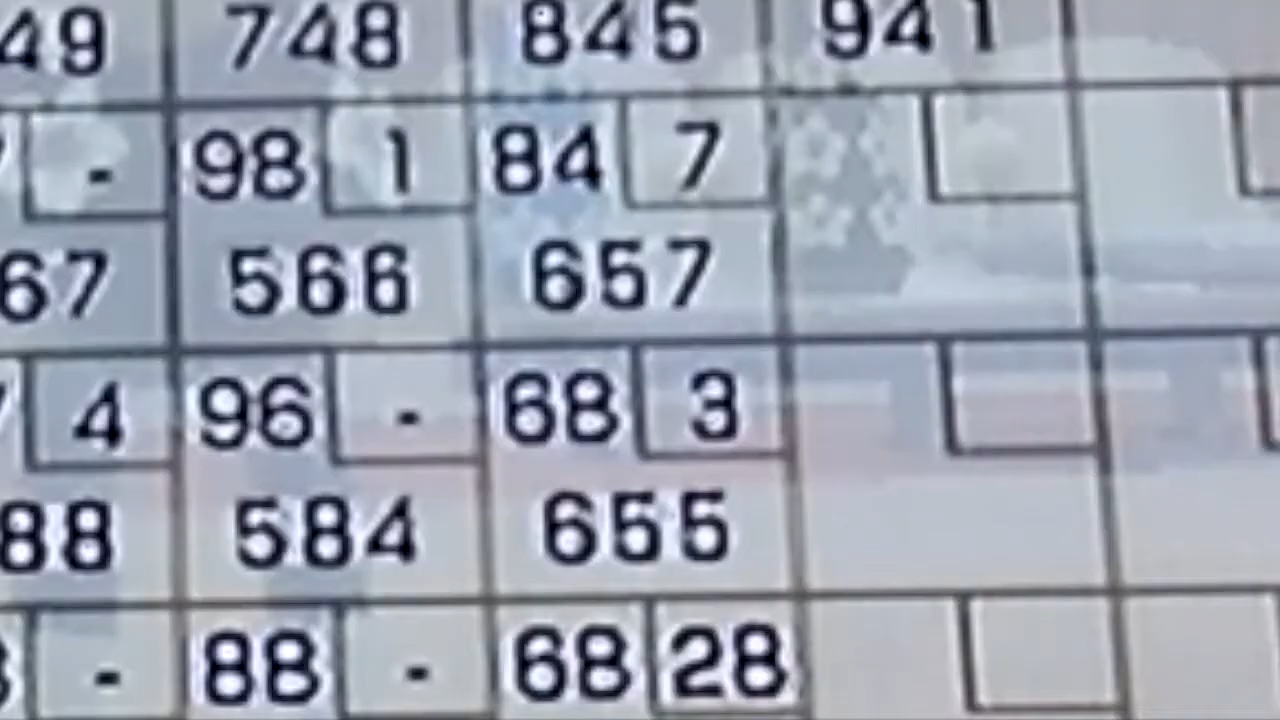 49 748 845 941
- 98 1 84 7
67 566 657
4 96 - 68 3
88 584 655
- 88 - 68 28